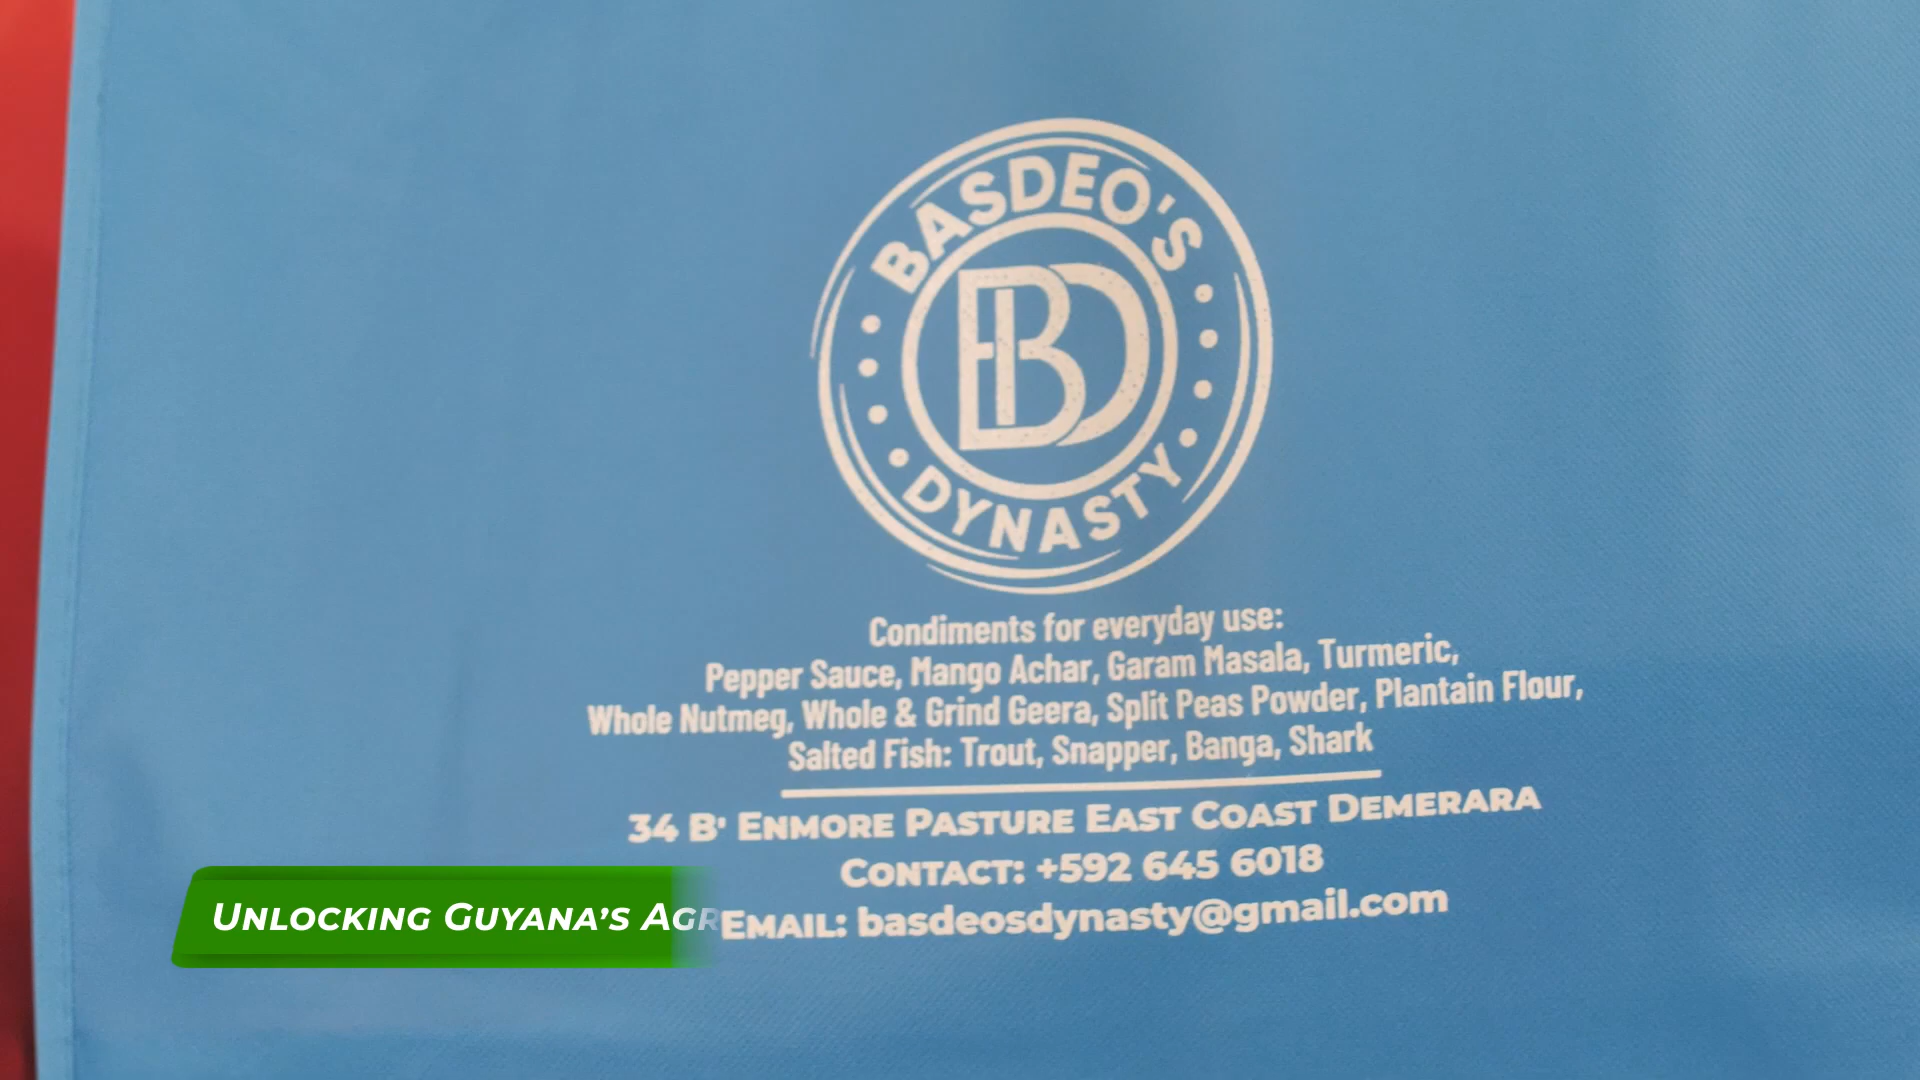 BASDEO'S
BD
DYNASTY
Condiments for everyday use:
Pepper Sauce, Mango Achar, Garam Masala, Turmeric,
Whole Nutmeg, Whole & Grind Geera, Split Peas Powder, Plantain Flour,
Salted Fish: Trout, Snapper, Banga, Shark
34 B' ENMORE PASTURE EAST COAST DEMERARA
CONTACT: +592 645 6018
EMAIL: basdeosdynasty@gmail.com
UNLOCKING GUYANA'S AGR